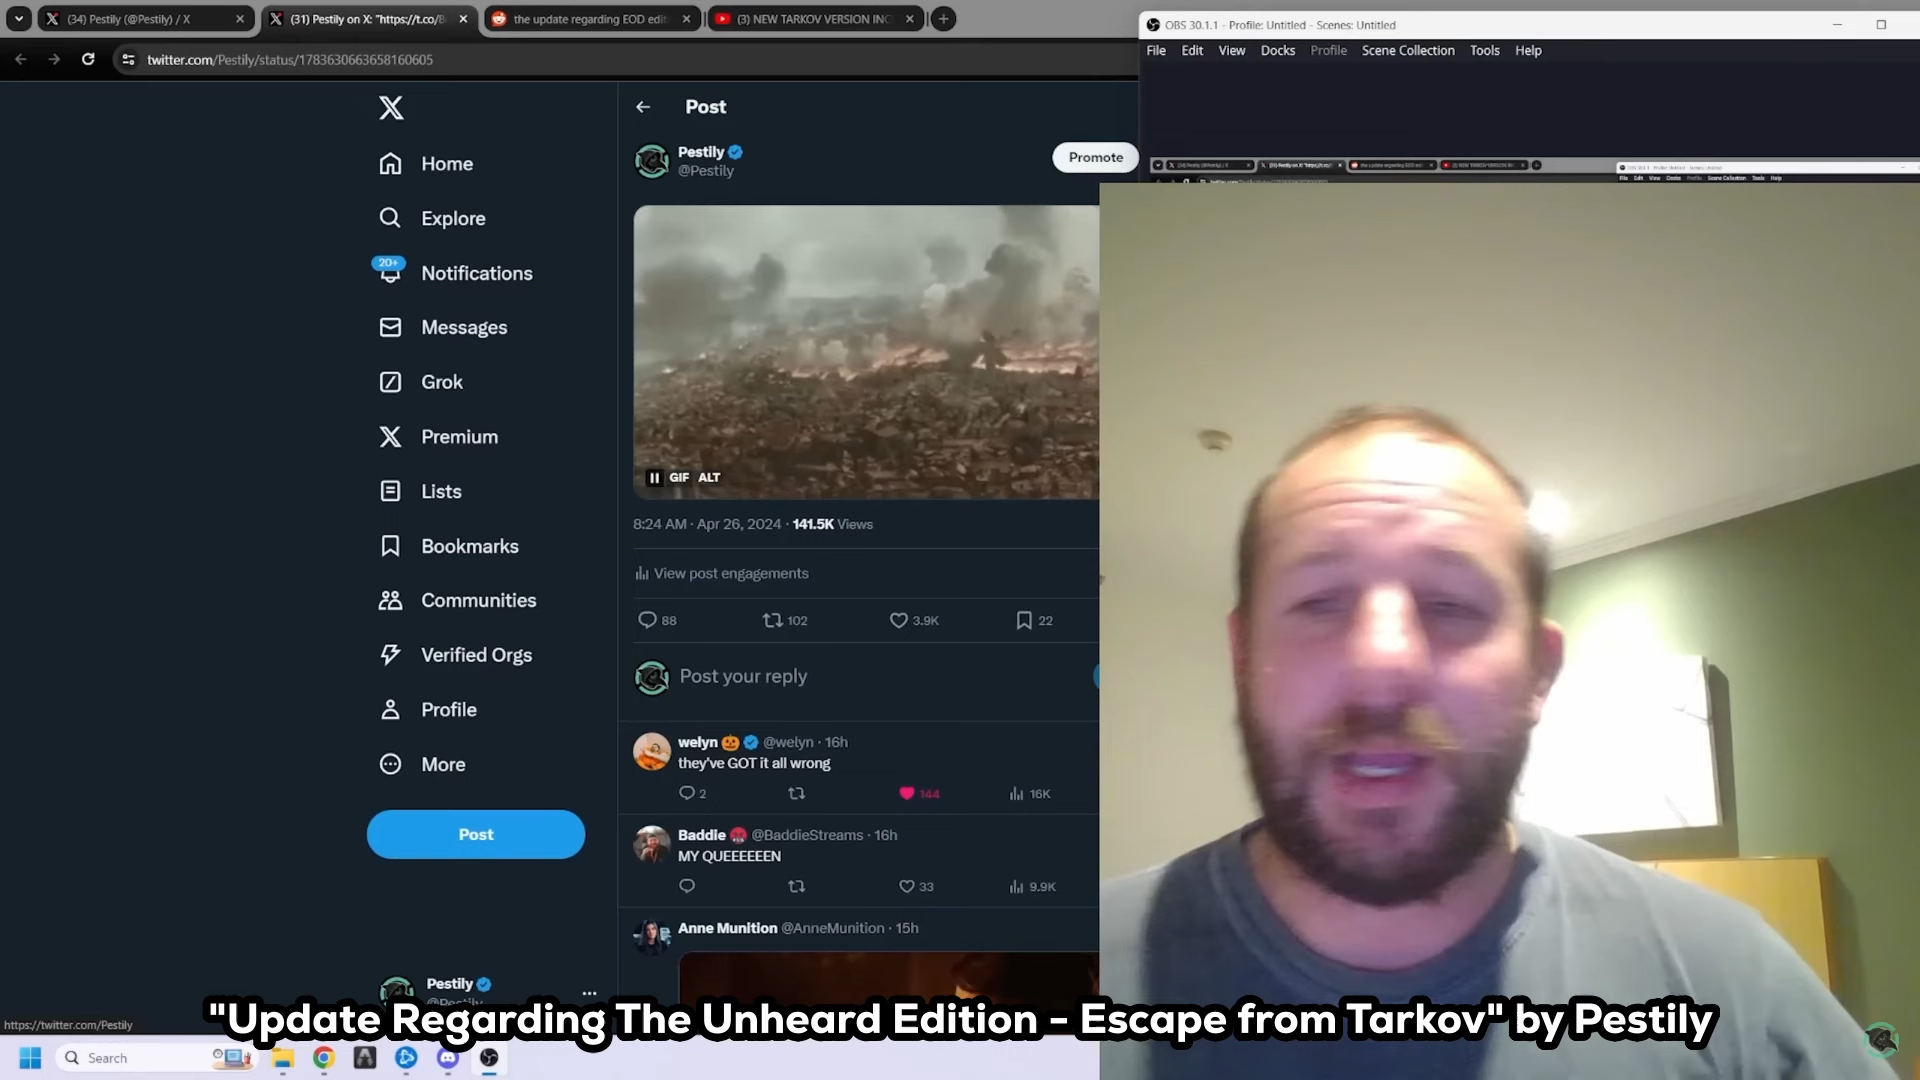 (34) Pestily (@Pestily) / X
(31) Pestily on X: "https://t.co/B
the update regarding EOD edit
(3) NEW TARKOV VERSION INC
twitter.com/Pestily/status/1783630663658160605
OBS 30.1.1 - Profile: Untitled - Scenes: Untitled
File Edit View Docks Profile Scene Collection Tools Help
Home
Explore
20+
Notifications
Messages
Grok
Premium
Lists
Bookmarks
Communities
Verified Orgs
Profile
More
Post
Pestily
@Pestily
https://twitter.com/Pestily
Post
Pestily
@Pestily
Promote
GIF ALT
8:24 AM · Apr 26, 2024 · 141.5K Views
View post engagements
88 102 3.9K 22
Post your reply
welyn @welyn · 16h
they've GOT it all wrong
2 144 16K
Baddie @BaddieStreams · 16h
MY QUEEEEEEN
33 9.9K
Anne Munition @AnneMunition · 15h
"Update Regarding The Unheard Edition - Escape from Tarkov" by Pestily
Search